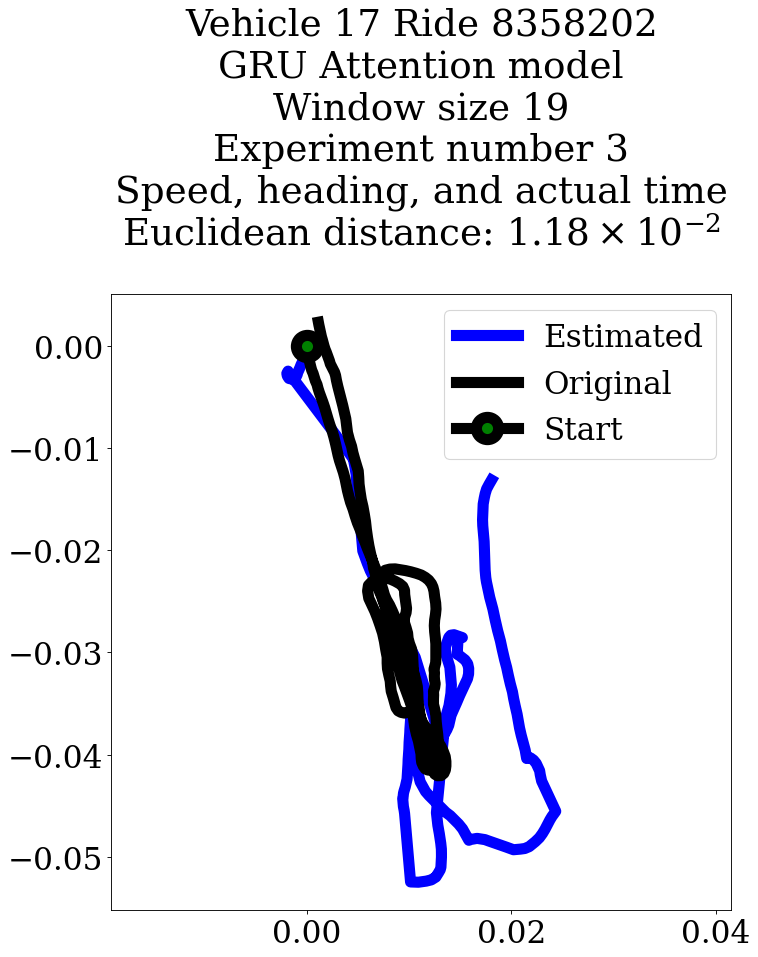 Vehicle 17 Ride 8358202
GRU Attention model
Window size 19
Experiment number 3
Speed, heading, and actual time
Euclidean distance: 1.18 × 10⁻²
Estimated
Original
Start
0.00
−0.01
−0.02
−0.03
−0.04
−0.05
0.00 0.02 0.04